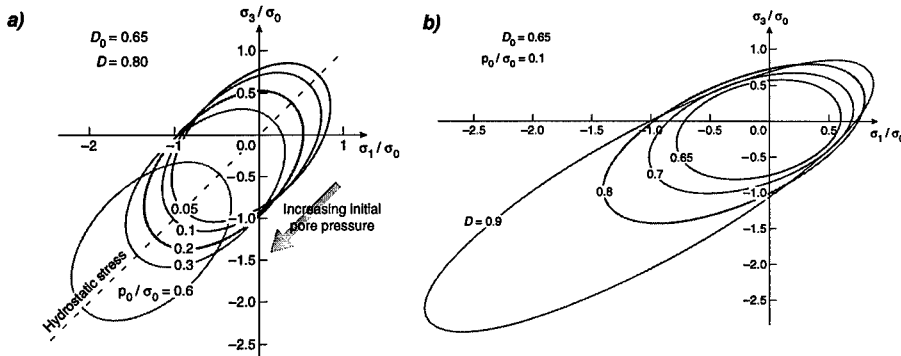 a)
D₀ = 0.65
D = 0.80
σ₃/σ₀
1.0
0.5
−2
−1
0.0
1
σ₁/σ₀
0.05
0.1
0.2
0.3
p₀/σ₀ = 0.6
−1.0
−1.5
−2.0
−2.5
Increasing initial
pore pressure
Hydrostatic stress
b)
D₀ = 0.65
p₀/σ₀ = 0.1
σ₃/σ₀
1.0
0.5
−2.5
−2.0
−1.5
−1.0
−0.5
0.0
0.5
σ₁/σ₀
0.65
0.7
0.8
D = 0.9
−0.5
−1.0
−1.5
−2.0
−2.5